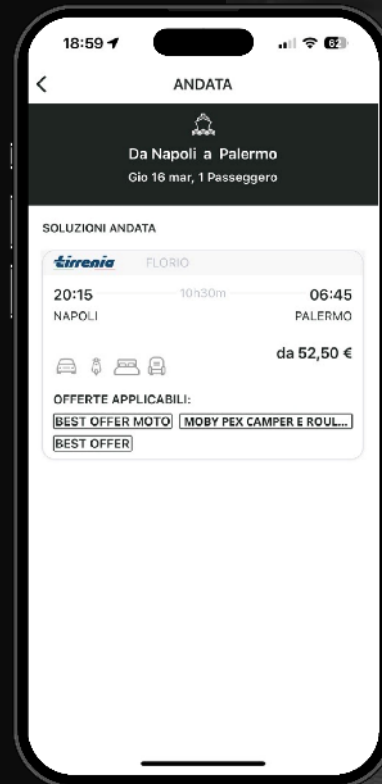 18:59
62
ANDATA
Da Napoli a Palermo
Gio 16 mar, 1 Passeggero
SOLUZIONI ANDATA
tirrenia FLORIO
20:15 10h30m 06:45
NAPOLI PALERMO
da 52,50 €
OFFERTE APPLICABILI:
BEST OFFER MOTO MOBY PEX CAMPER E ROUL...
BEST OFFER